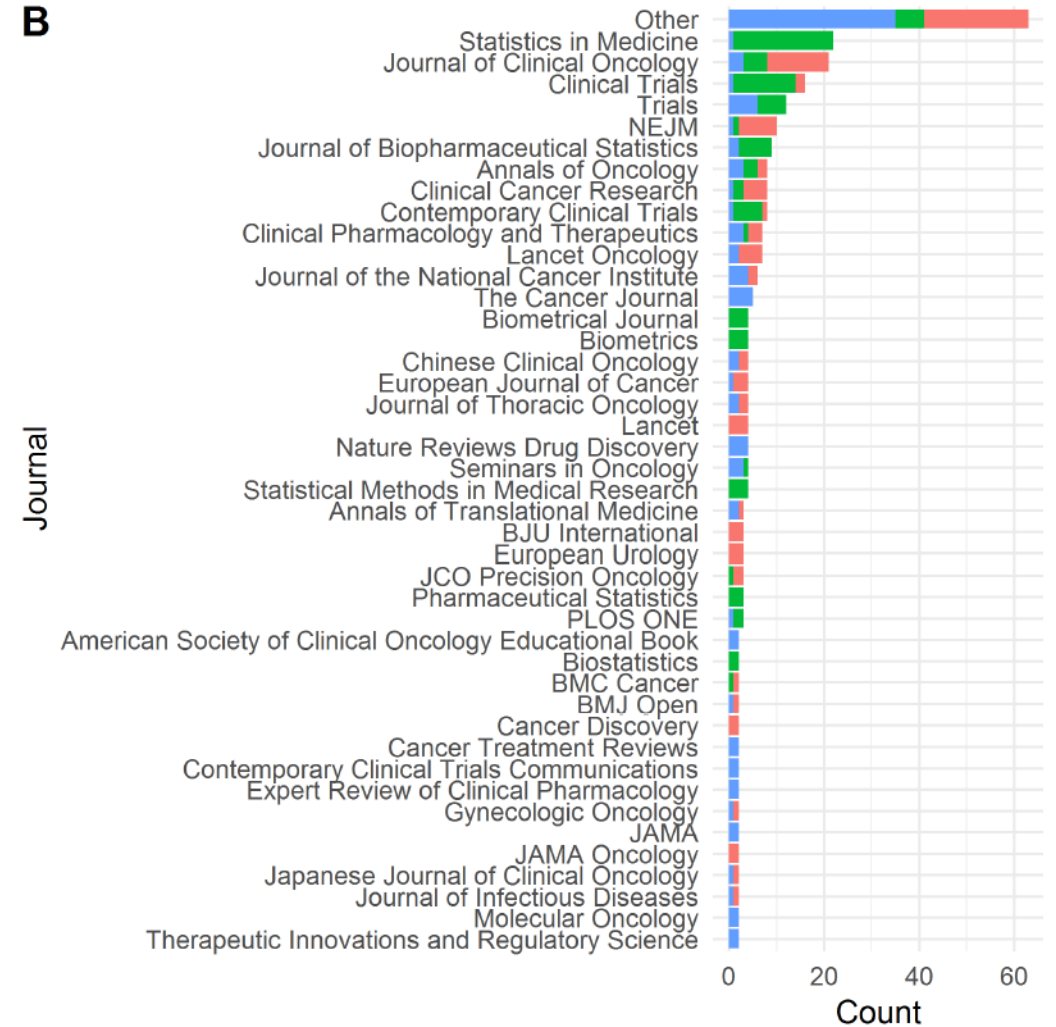 B
Other
Statistics in Medicine
Journal of Clinical Oncology
Clinical Trials
Trials
NEJM
Journal of Biopharmaceutical Statistics
Annals of Oncology
Clinical Cancer Research
Contemporary Clinical Trials
Clinical Pharmacology and Therapeutics
Lancet Oncology
Journal of the National Cancer Institute
The Cancer Journal
Biometrical Journal
Biometrics
Chinese Clinical Oncology
European Journal of Cancer
Journal of Thoracic Oncology
Lancet
Nature Reviews Drug Discovery
Seminars in Oncology
Statistical Methods in Medical Research
Annals of Translational Medicine
BJU International
European Urology
JCO Precision Oncology
Pharmaceutical Statistics
PLOS ONE
American Society of Clinical Oncology Educational Book
Biostatistics
BMC Cancer
BMJ Open
Cancer Discovery
Cancer Treatment Reviews
Contemporary Clinical Trials Communications
Expert Review of Clinical Pharmacology
Gynecologic Oncology
JAMA
JAMA Oncology
Japanese Journal of Clinical Oncology
Journal of Infectious Diseases
Molecular Oncology
Therapeutic Innovations and Regulatory Science
Journal
0 20 40 60
Count